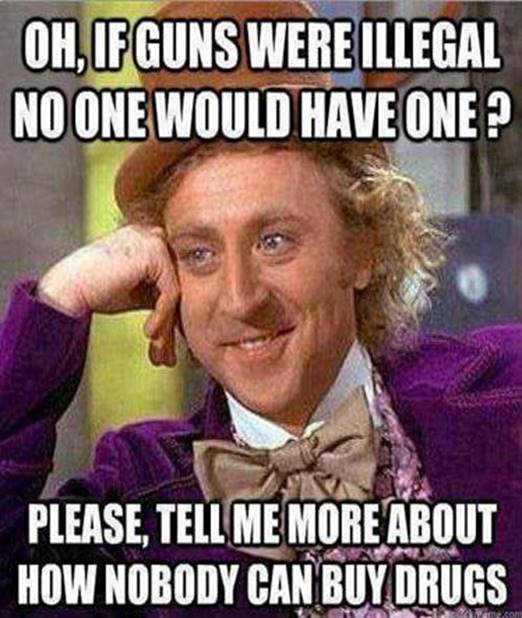 OH, IF GUNS WERE ILLEGAL
NO ONE WOULD HAVE ONE ?
PLEASE, TELL ME MORE ABOUT
HOW NOBODY CAN BUY DRUGS